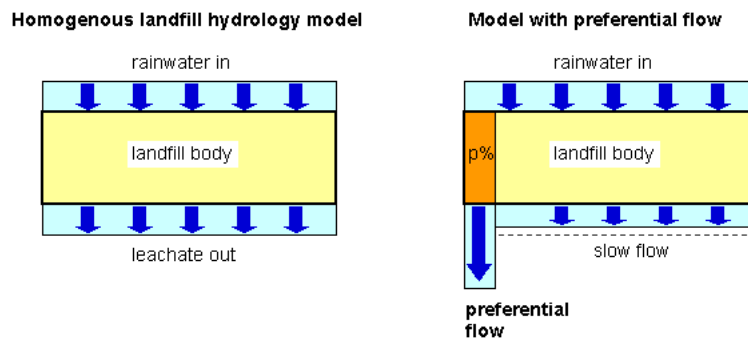 Homogenous landfill hydrology model
rainwater in
landfill body
leachate out
Model with preferential flow
rainwater in
p%
landfill body
slow flow
preferential
flow